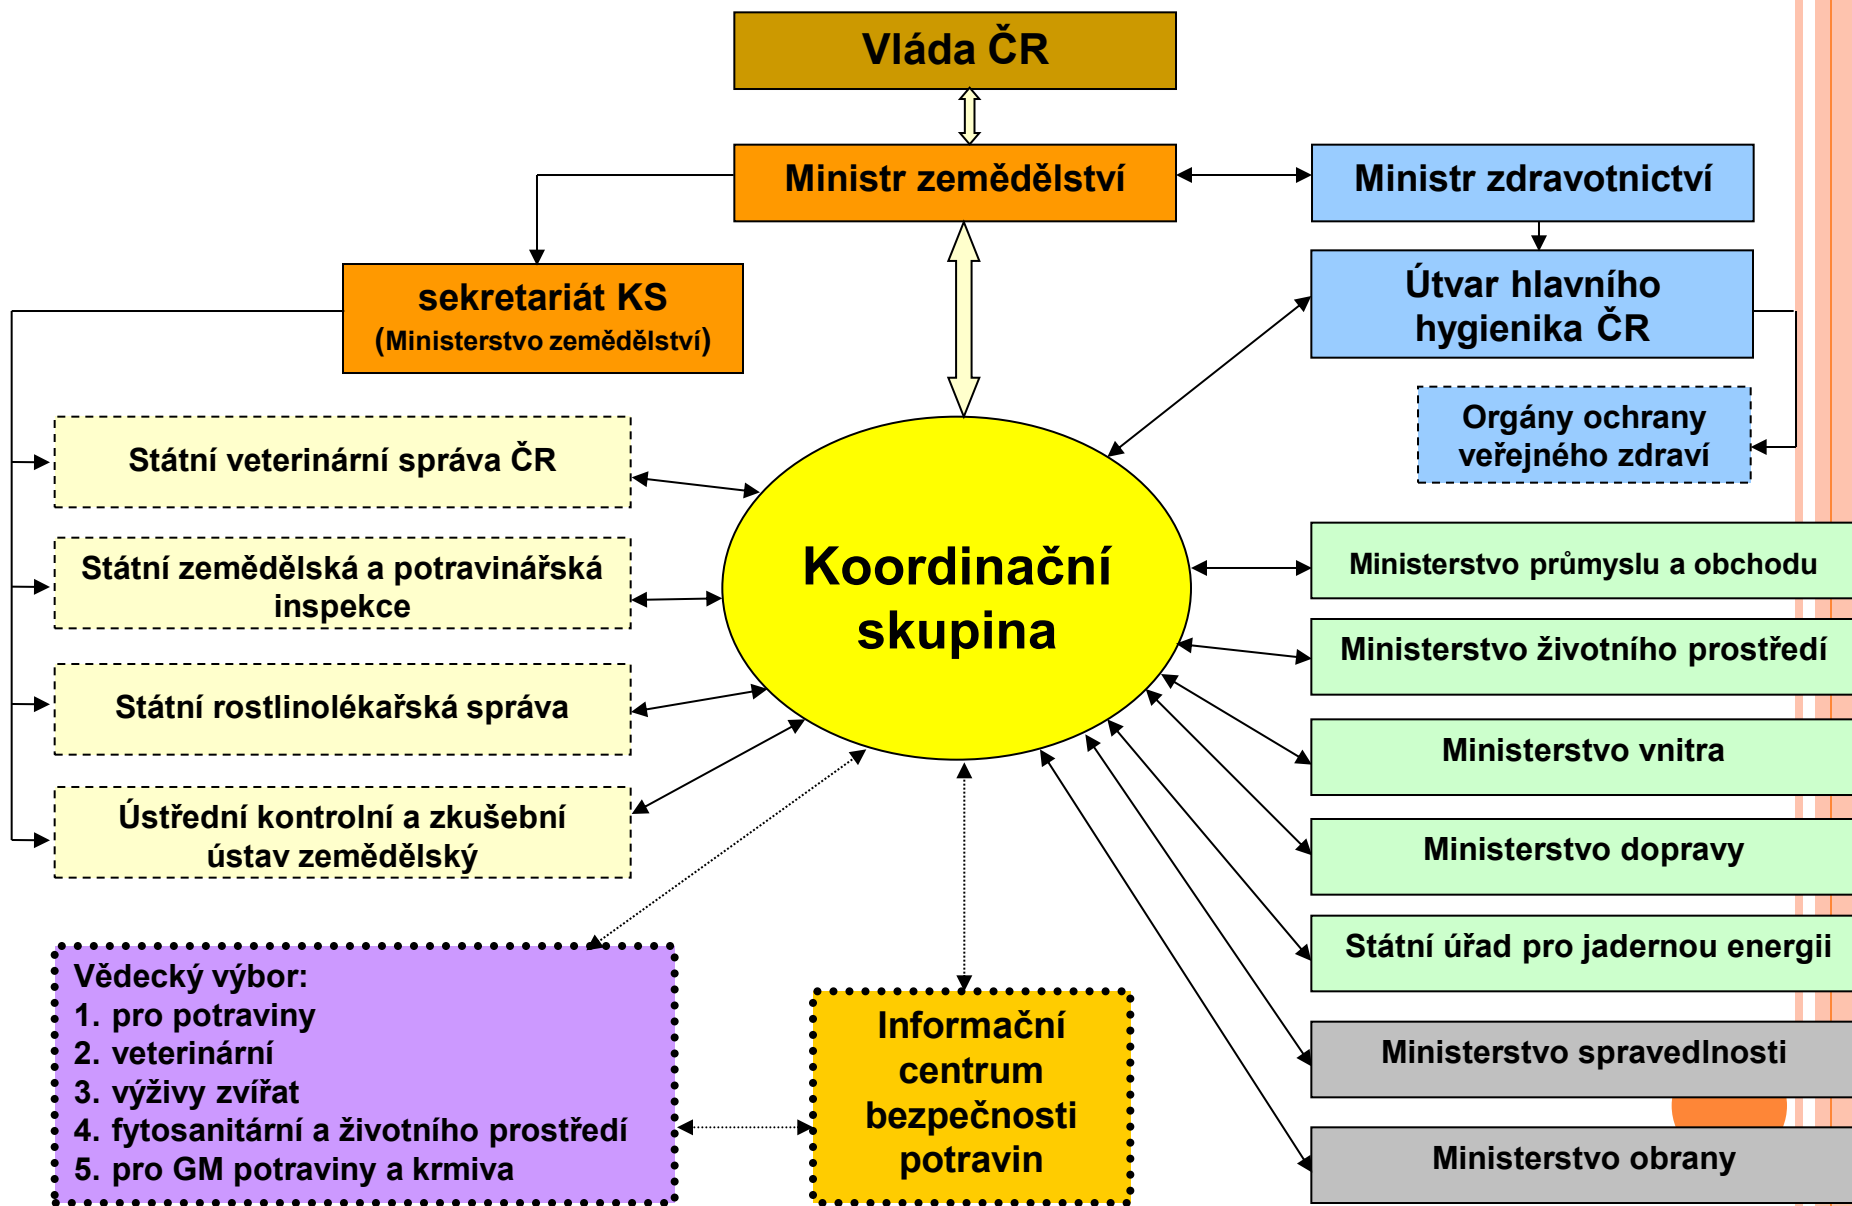 Vláda ČR
Ministr zemědělství
Ministr zdravotnictví
sekretariát KS
(Ministerstvo zemědělství)
Útvar hlavního
hygienika ČR
Orgány ochrany
veřejného zdraví
Státní veterinární správa ČR
Státní zemědělská a potravinářská
inspekce
Státní rostlinolékařská správa
Ústřední kontrolní a zkušební
ústav zemědělský
Koordinační
skupina
Ministerstvo průmyslu a obchodu
Ministerstvo životního prostředí
Ministerstvo vnitra
Ministerstvo dopravy
Státní úřad pro jadernou energii
Ministerstvo spravedlnosti
Ministerstvo obrany
Vědecký výbor:
1. pro potraviny
2. veterinární
3. výživy zvířat
4. fytosanitární a životního prostředí
5. pro GM potraviny a krmiva
Informační
centrum
bezpečnosti
potravin